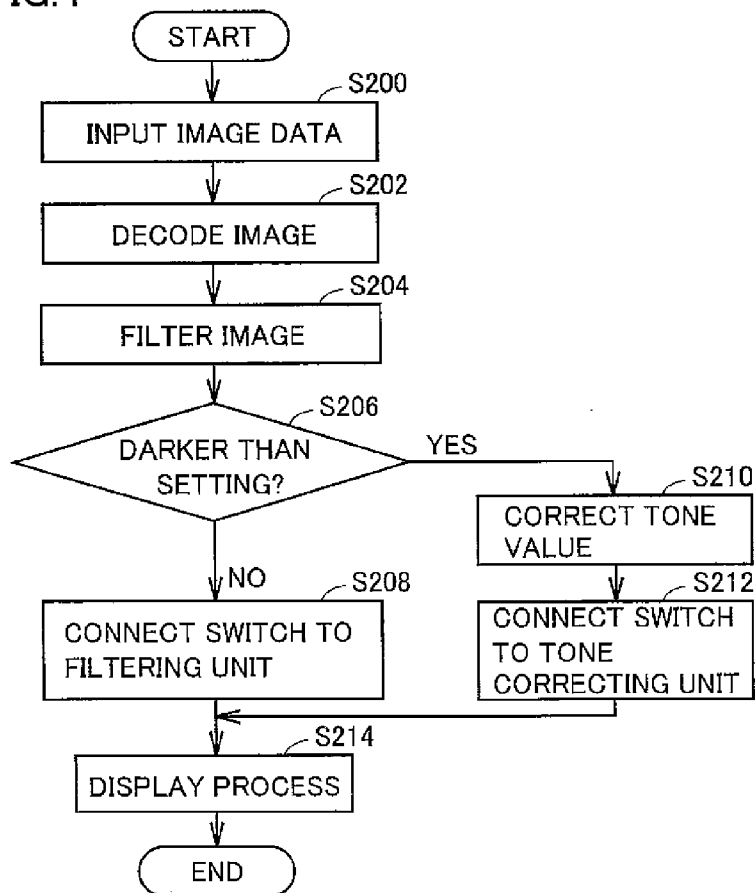 START
S200
INPUT IMAGE DATA
S202
DECODE IMAGE
S204
FILTER IMAGE
S206
DARKER THAN
SETTING?
YES
S210
CORRECT TONE
VALUE
NO
S208
CONNECT SWITCH TO
FILTERING UNIT
S212
CONNECT SWITCH
TO TONE
CORRECTING UNIT
S214
DISPLAY PROCESS
END